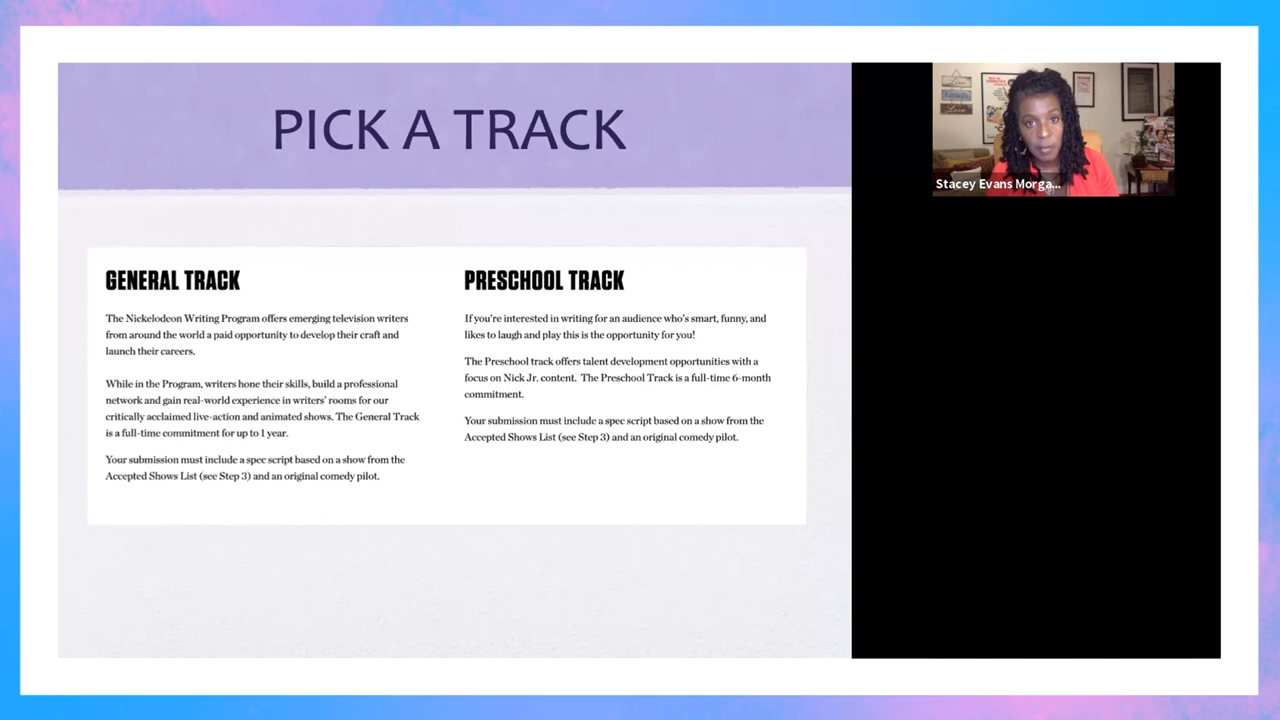 PICK A TRACK
GENERAL TRACK
The Nickelodeon Writing Program offers emerging television writers
from around the world a paid opportunity to develop their craft and
launch their careers.
While in the Program, writers hone their skills, build a professional
network and gain real-world experience in writers' rooms for our
critically acclaimed live-action and animated shows. The General Track
is a full-time commitment for up to 1 year.
Your submission must include a spec script based on a show from the
Accepted Shows List (see Step 3) and an original comedy pilot.
PRESCHOOL TRACK
If you're interested in writing for an audience who's smart, funny, and
likes to laugh and play this is the opportunity for you!
The Preschool track offers talent development opportunities with a
focus on Nick Jr. content. The Preschool Track is a full-time 6-month
commitment.
Your submission must include a spec script based on a show from the
Accepted Shows List (see Step 3) and an original comedy pilot.
Stacey Evans Morga...